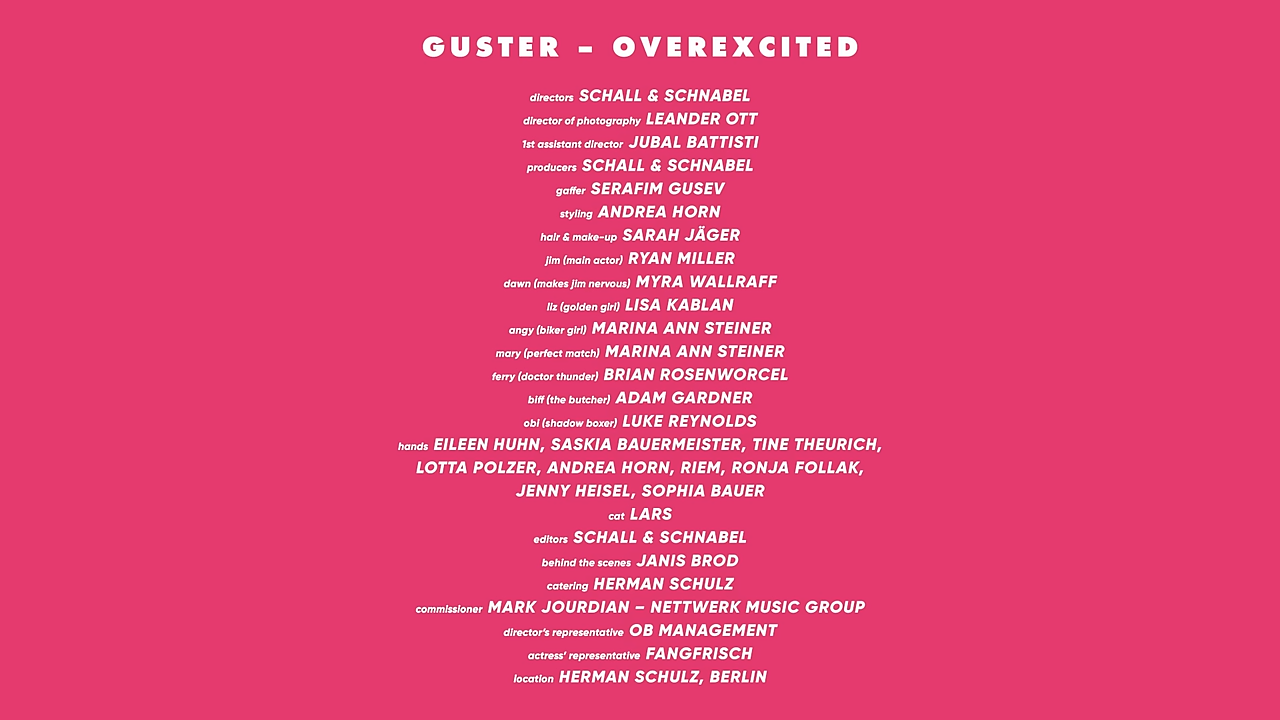 GUSTER – OVEREXCITED
directors SCHALL & SCHNABEL
director of photography LEANDER OTT
1st assistant director JUBAL BATTISTI
producers SCHALL & SCHNABEL
gaffer SERAFIM GUSEV
styling ANDREA HORN
hair & make-up SARAH JÄGER
jim (main actor) RYAN MILLER
dawn (makes jim nervous) MYRA WALLRAFF
liz (golden girl) LISA KABLAN
angy (biker girl) MARINA ANN STEINER
mary (perfect match) MARINA ANN STEINER
ferry (doctor thunder) BRIAN ROSENWORCEL
biff (the butcher) ADAM GARDNER
obi (shadow boxer) LUKE REYNOLDS
hands EILEEN HUHN, SASKIA BAUERMEISTER, TINE THEURICH,
LOTTA POLZER, ANDREA HORN, RIEM, RONJA FOLLAK,
JENNY HEISEL, SOPHIA BAUER
cat LARS
editors SCHALL & SCHNABEL
behind the scenes JANIS BROD
catering HERMAN SCHULZ
commissioner MARK JOURDIAN – NETTWERK MUSIC GROUP
director's representative OB MANAGEMENT
actress' representative FANGFRISCH
location HERMAN SCHULZ, BERLIN